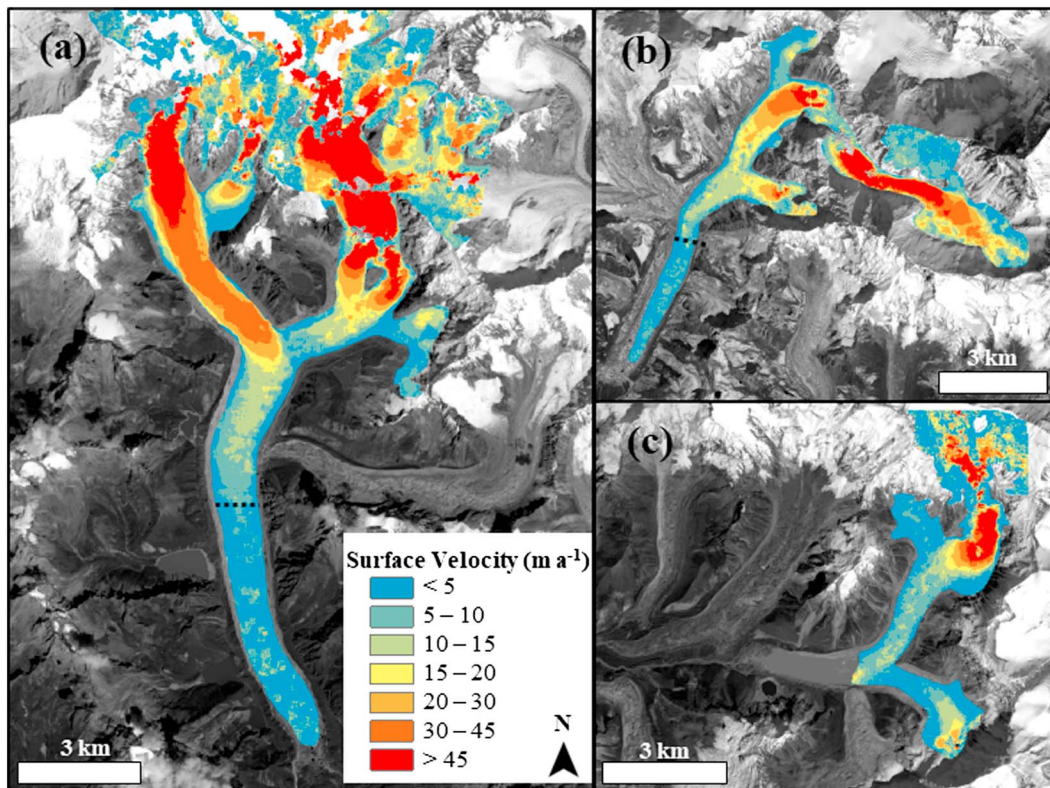 (a)
(b)
(c)
Surface Velocity (m a⁻¹)
< 5
5 – 10
10 – 15
15 – 20
20 – 30
30 – 45
> 45
N
3 km
3 km
3 km